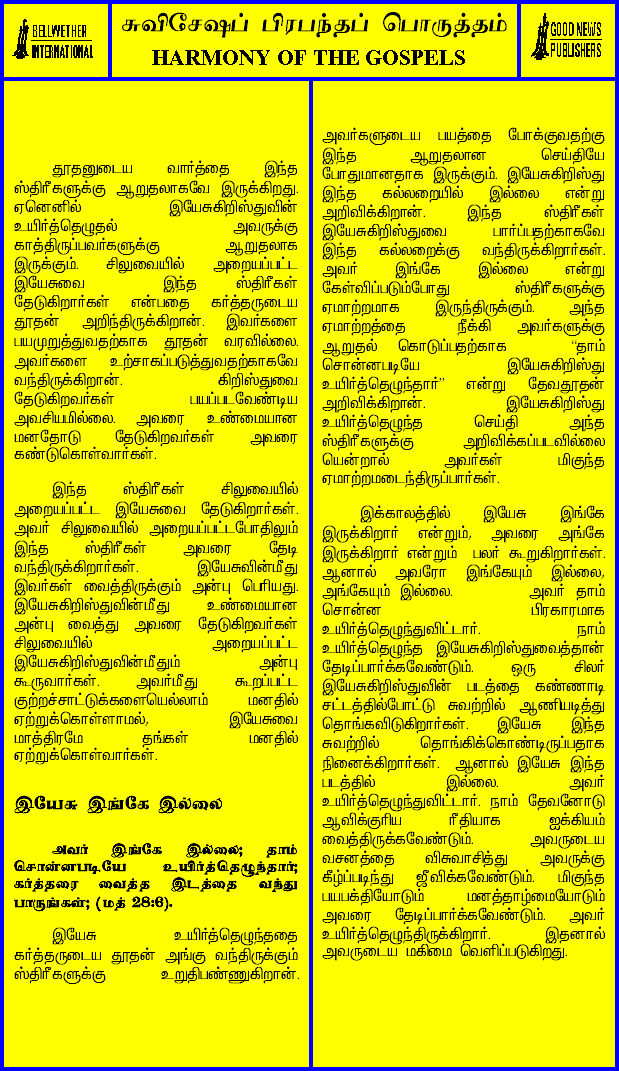 BELLWETHER
INTERNATIONAL
சுவிசேஷப் பிரபந்தப் பொருத்தம்
HARMONY OF THE GOSPELS
GOOD NEWS
PUBLISHERS
தூதனுடைய வார்த்தை இந்த
ஸ்திரீகளுக்கு ஆறுதலாகவே இருக்கிறது.
ஏனெனில் இயேசுகிறிஸ்துவின்
உயிர்த்தெழுதல் அவருக்கு
காத்திருப்பவர்களுக்கு ஆறுதலாக
இருக்கும். சிலுவையில் அறையப்பட்ட
இயேசுவை இந்த ஸ்திரீகள்
தேடுகிறார்கள் என்பதை கர்த்தருடைய
தூதன் அறிந்திருக்கிறான். இவர்களை
பயமுறுத்துவதற்காக தூதன் வரவில்லை.
அவர்களை உற்சாகப்படுத்துவதற்காகவே
வந்திருக்கிறான். கிறிஸ்துவை
தேடுகிறவர்கள் பயப்படவேண்டிய
அவசியமில்லை. அவரை உண்மையான
மனதோடு தேடுகிறவர்கள் அவரை
கண்டுகொள்வார்கள்.
இந்த ஸ்திரீகள் சிலுவையில்
அறையப்பட்ட இயேசுவை தேடுகிறார்கள்.
அவர் சிலுவையில் அறையப்பட்டபோதிலும்
இந்த ஸ்திரீகள் அவரை தேடி
வந்திருக்கிறார்கள். இயேசுவின்மீது
இவர்கள் வைத்திருக்கும் அன்பு பெரியது.
இயேசுகிறிஸ்துவின்மீது உண்மையான
அன்பு வைத்து அவரை தேடுகிறவர்கள்
சிலுவையில் அறையப்பட்ட
இயேசுகிறிஸ்துவின்மீதும் அன்பு
கூருவார்கள். அவர்மீது கூறப்பட்ட
குற்றச்சாட்டுக்களையெல்லாம் மனதில்
ஏற்றுக்கொள்ளாமல், இயேசுவை
மாத்திரமே தங்கள் மனதில்
ஏற்றுக்கொள்வார்கள்.
இயேசு இங்கே இல்லை
அவர் இங்கே இல்லை; தாம்
சொன்னபடியே உயிர்த்தெழுந்தார்;
கர்த்தரை வைத்த இடத்தை வந்து
பாருங்கள்; (மத் 28:6).
இயேசு உயிர்த்தெழுந்ததை
கர்த்தருடைய தூதன் அங்கு வந்திருக்கும்
ஸ்திரீகளுக்கு உறுதிபண்ணுகிறான்.
அவர்களுடைய பயத்தை போக்குவதற்கு
இந்த ஆறுதலான செய்தியே
போதுமானதாக இருக்கும். இயேசுகிறிஸ்து
இந்த கல்லறையில் இல்லை என்று
அறிவிக்கிறான். இந்த ஸ்திரீகள்
இயேசுகிறிஸ்துவை பார்ப்பதற்காகவே
இந்த கல்லறைக்கு வந்திருக்கிறார்கள்.
அவர் இங்கே இல்லை என்று
கேள்விப்படும்போது ஸ்திரீகளுக்கு
ஏமாற்றமாக இருந்திருக்கும். அந்த
ஏமாற்றத்தை நீக்கி அவர்களுக்கு
ஆறுதல் கொடுப்பதற்காக “தாம்
சொன்னபடியே இயேசுகிறிஸ்து
உயிர்த்தெழுந்தார்” என்று தேவதூதன்
அறிவிக்கிறான். இயேசுகிறிஸ்து
உயிர்த்தெழுந்த செய்தி அந்த
ஸ்திரீகளுக்கு அறிவிக்கப்படவில்லை
யென்றால் அவர்கள் மிகுந்த
ஏமாற்றமடைந்திருப்பார்கள்.
இக்காலத்தில் இயேசு இங்கே
இருக்கிறார் என்றும், அவரை அங்கே
இருக்கிறார் என்றும் பலர் கூறுகிறார்கள்.
ஆனால் அவரோ இங்கேயும் இல்லை,
அங்கேயும் இல்லை. அவர் தாம்
சொன்ன பிரகாரமாக
உயிர்த்தெழுந்துவிட்டார். நாம்
உயிர்த்தெழுந்த இயேசுகிறிஸ்துவைத்தான்
தேடிப்பார்க்கவேண்டும். ஒரு சிலர்
இயேசுகிறிஸ்துவின் படத்தை கண்ணாடி
சட்டத்தில்போட்டு சுவற்றில் ஆணியடித்து
தொங்கவிடுகிறார்கள். இயேசு இந்த
சுவற்றில் தொங்கிக்கொண்டிருப்பதாக
நினைக்கிறார்கள். ஆனால் இயேசு இந்த
படத்தில் இல்லை. அவர்
உயிர்த்தெழுந்துவிட்டார். நாம் தேவனோடு
ஆவிக்குரிய ரீதியாக ஐக்கியம்
வைத்திருக்கவேண்டும். அவருடைய
வசனத்தை விசுவாசித்து அவருக்கு
கீழ்ப்படிந்து ஜீவிக்கவேண்டும். மிகுந்த
பயபக்தியோடும் மனத்தாழ்மையோடும்
அவரை தேடிப்பார்க்கவேண்டும். அவர்
உயிர்த்தெழுந்திருக்கிறார். இதனால்
அவருடைய மகிமை வெளிப்படுகிறது.